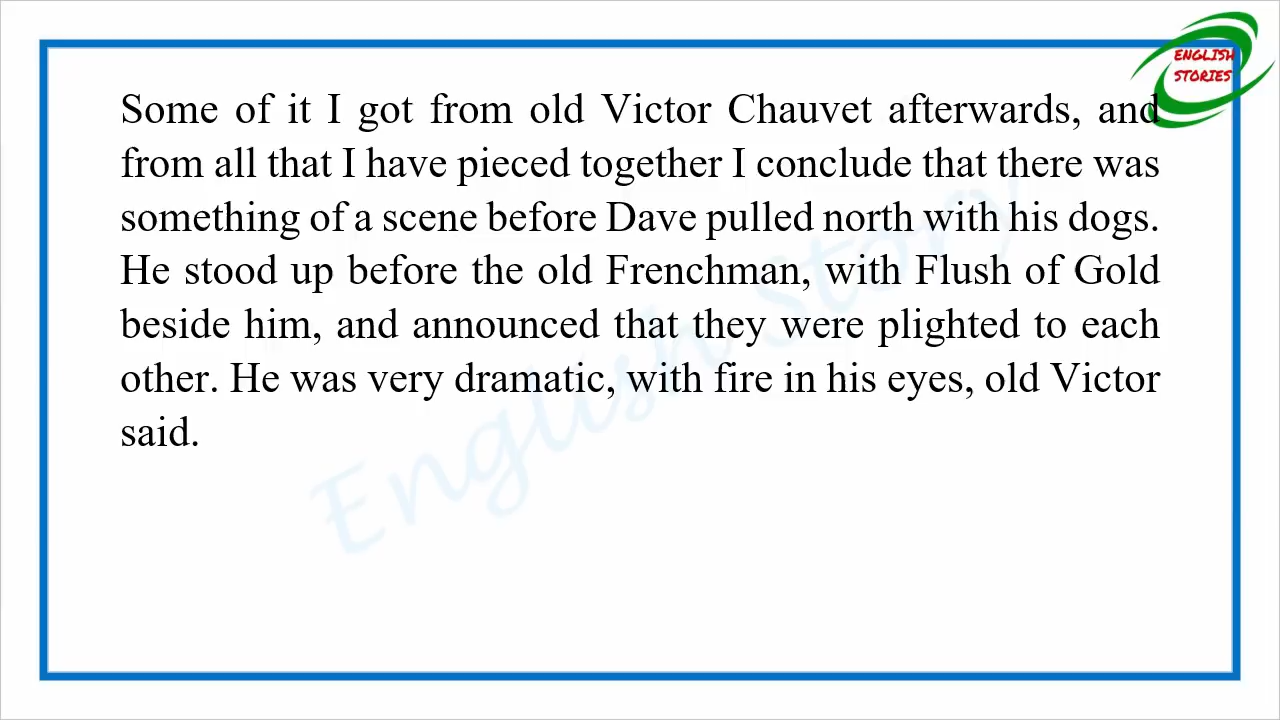 ENGLISH
STORIES
Some of it I got from old Victor Chauvet afterwards, and
from all that I have pieced together I conclude that there was
something of a scene before Dave pulled north with his dogs.
He stood up before the old Frenchman, with Flush of Gold
beside him, and announced that they were plighted to each
other. He was very dramatic, with fire in his eyes, old Victor
said.
English Story